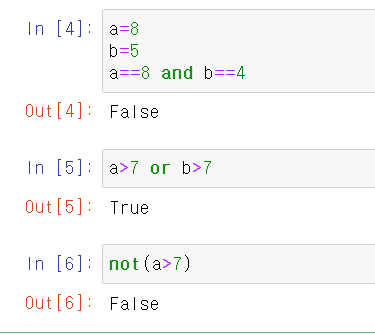 In [4]: a=8
b=5
a==8 and b==4
Out[4]: False
In [5]: a>7 or b>7
Out[5]: True
In [6]: not(a>7)
Out[6]: False